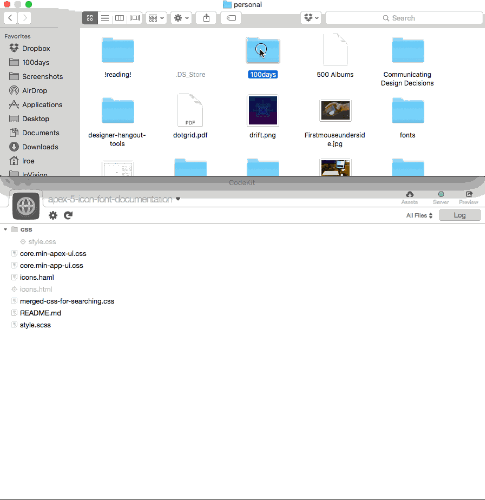 personal
Search
Favorites
Dropbox
100days
Screenshots
AirDrop
Applications
Desktop
Documents
Downloads
lroe
InVision
!reading!
.DS_Store
100days
500 Albums
Communicating
Design Decisions
designer-hangout-
tools
dotgrid.pdf
drift.png
Firstmouseundersid
e.jpg
fonts
PDF
CodeKit
apex-5-icon-font-documentation
Assets
Server
Preview
All Files
Log
css
style.css
core.min-apex-ui.css
core.min-app-ui.css
icons.haml
icons.html
merged-css-for-searching.css
README.md
style.scss